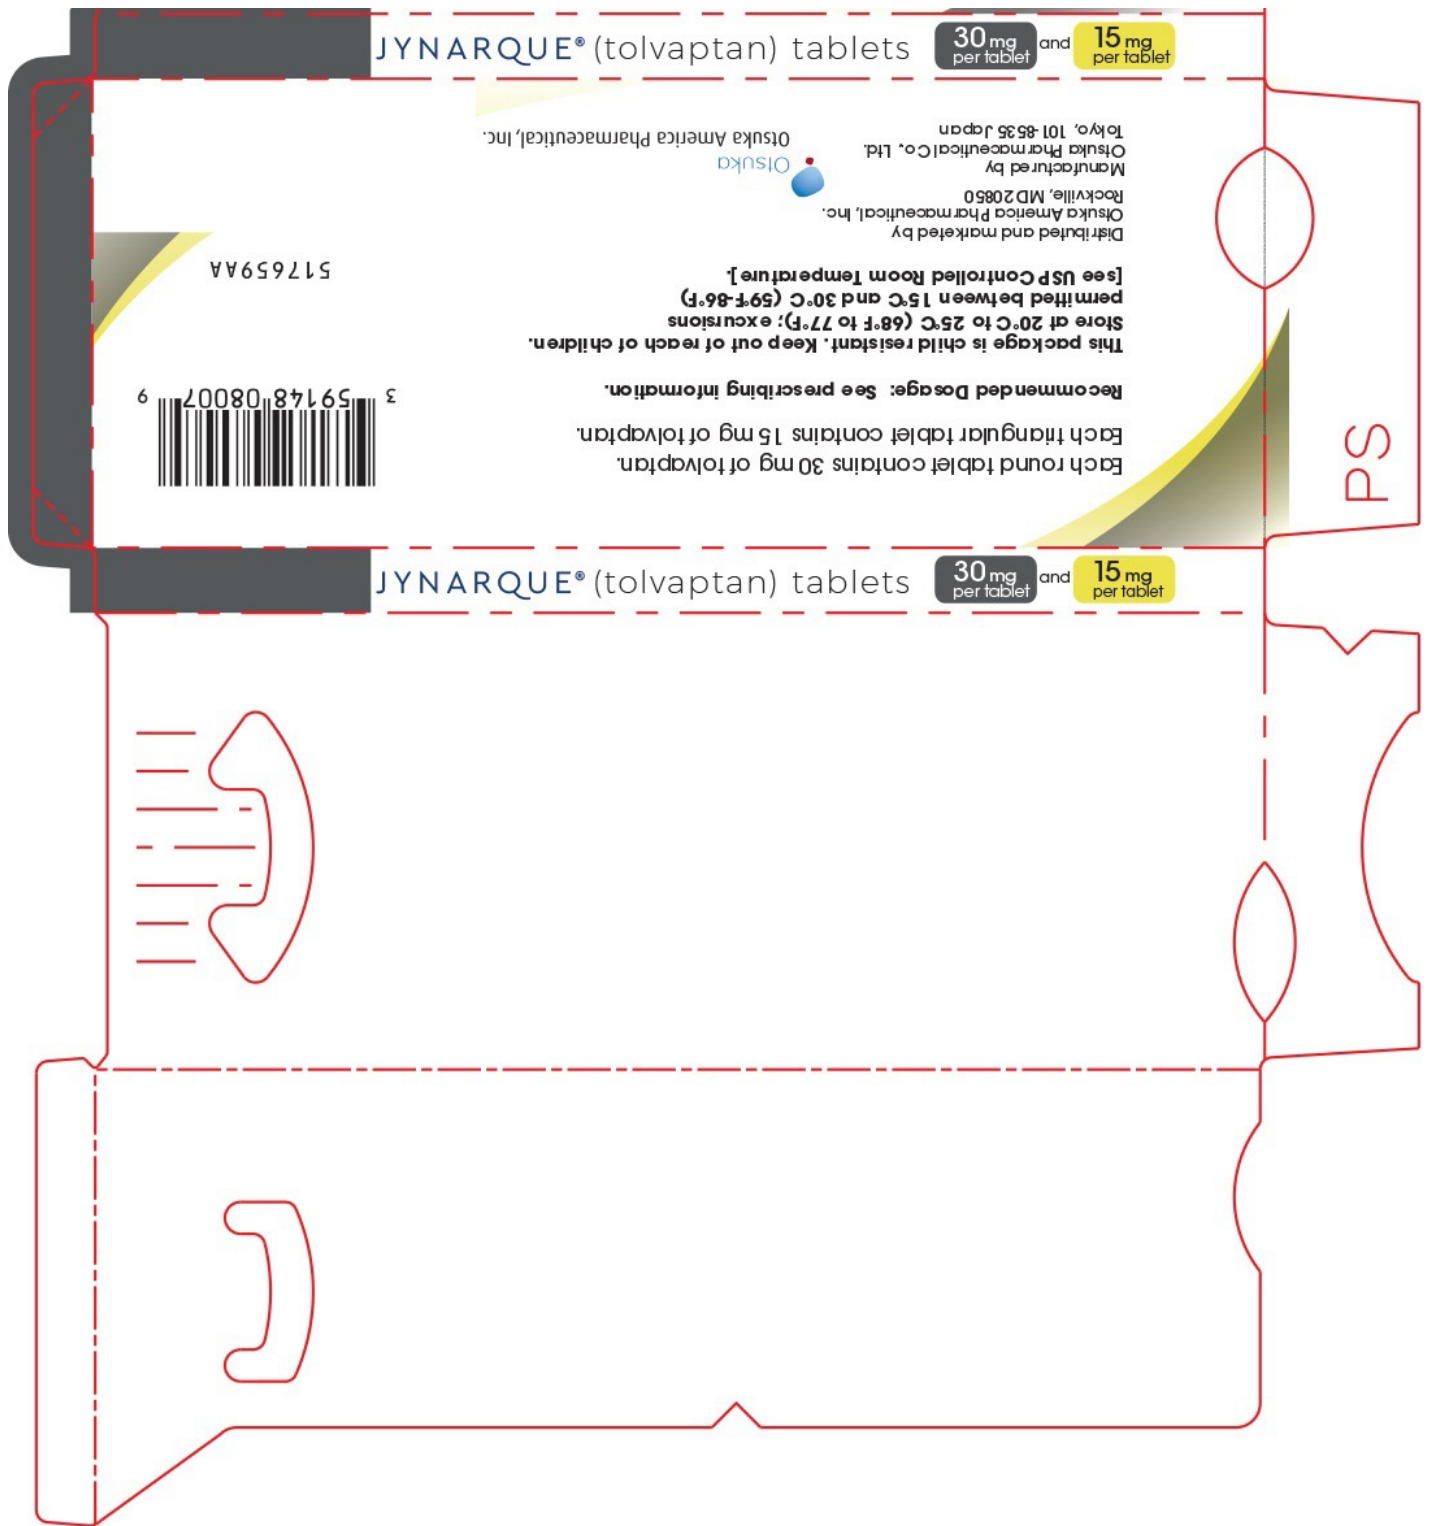 JYNARQUE® (tolvaptan) tablets 30 mg per tablet and 15 mg per tablet
Each round tablet contains 30 mg of tolvaptan.
Each triangular tablet contains 15 mg of tolvaptan.
Recommended Dosage: See prescribing information.
This package is child resistant. Keep out of reach of children.
Store at 20°C to 25°C (68°F to 77°F); excursions
permitted between 15°C and 30°C (59°F-86°F)
[see USP Controlled Room Temperature].
Distributed and marketed by
Otsuka America Pharmaceutical, Inc.
Rockville, MD 20850
Manufactured by
Otsuka Pharmaceutical Co., Ltd.
Tokyo, 101-8535 Japan
Otsuka
Otsuka America Pharmaceutical, Inc.
3 59148 08007 9
517659AA
PS
JYNARQUE® (tolvaptan) tablets 30 mg per tablet and 15 mg per tablet